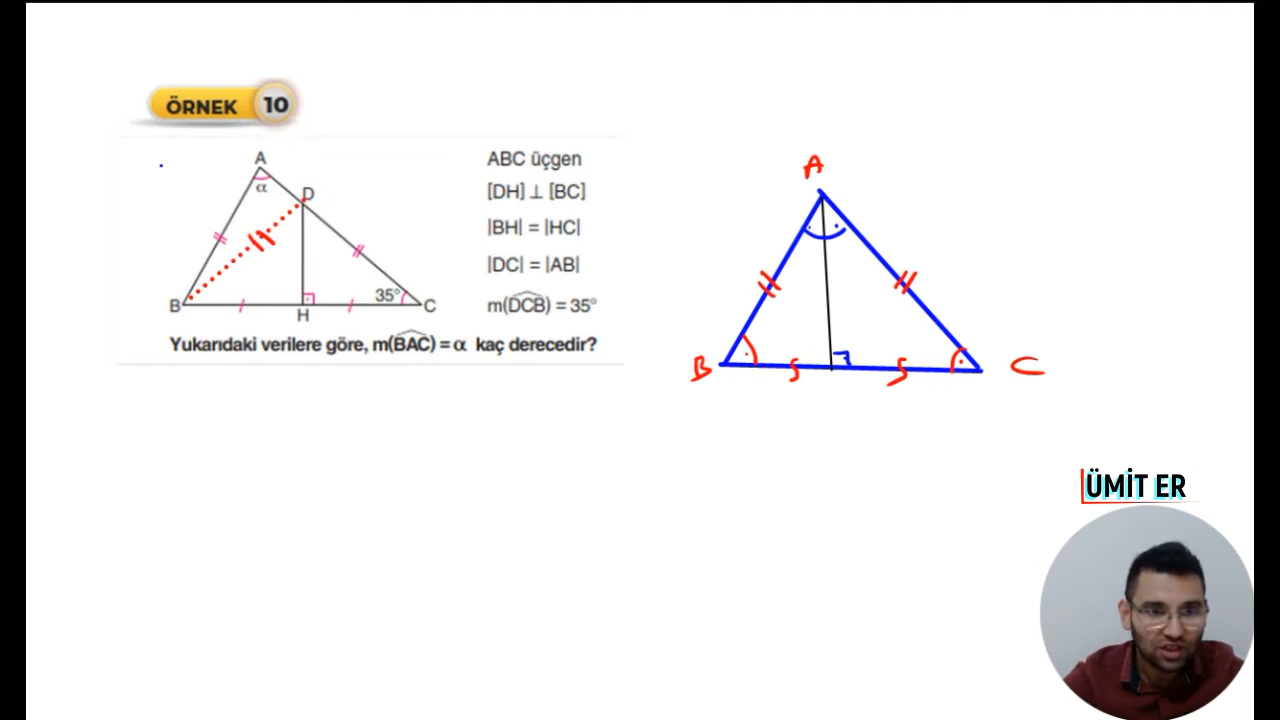 ÖRNEK 10
A
α
D
B
H
35°
C
ABC üçgen
[DH] ⊥ [BC]
|BH| = |HC|
|DC| = |AB|
m(DCB) = 35°
Yukarıdaki verilere göre, m(BAC) = α kaç derecedir?
A
B
C
ÜMİT ER